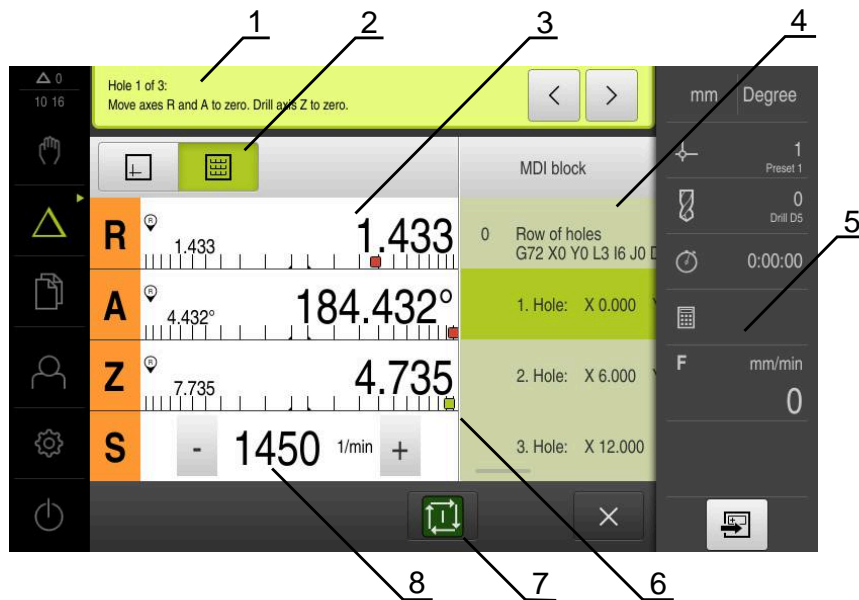 1
2
3
4
0
10 16
Hole 1 of 3:
Move axes R and A to zero. Drill axis Z to zero.
<
>
mm
Degree
MDI block
1
Preset 1
0
Drill D5
5
R
R
1.433
1.433
0 Row of holes
G72 X0 Y0 L3 I6 J0 D
0:00:00
A
R
4.432°
184.432°
1. Hole: X 0.000 Y
Z
R
7.735
4.735
2. Hole: X 6.000 Y
F
mm/min
0
S
-
1450
1/min
+
3. Hole: X 12.000
8
7
6